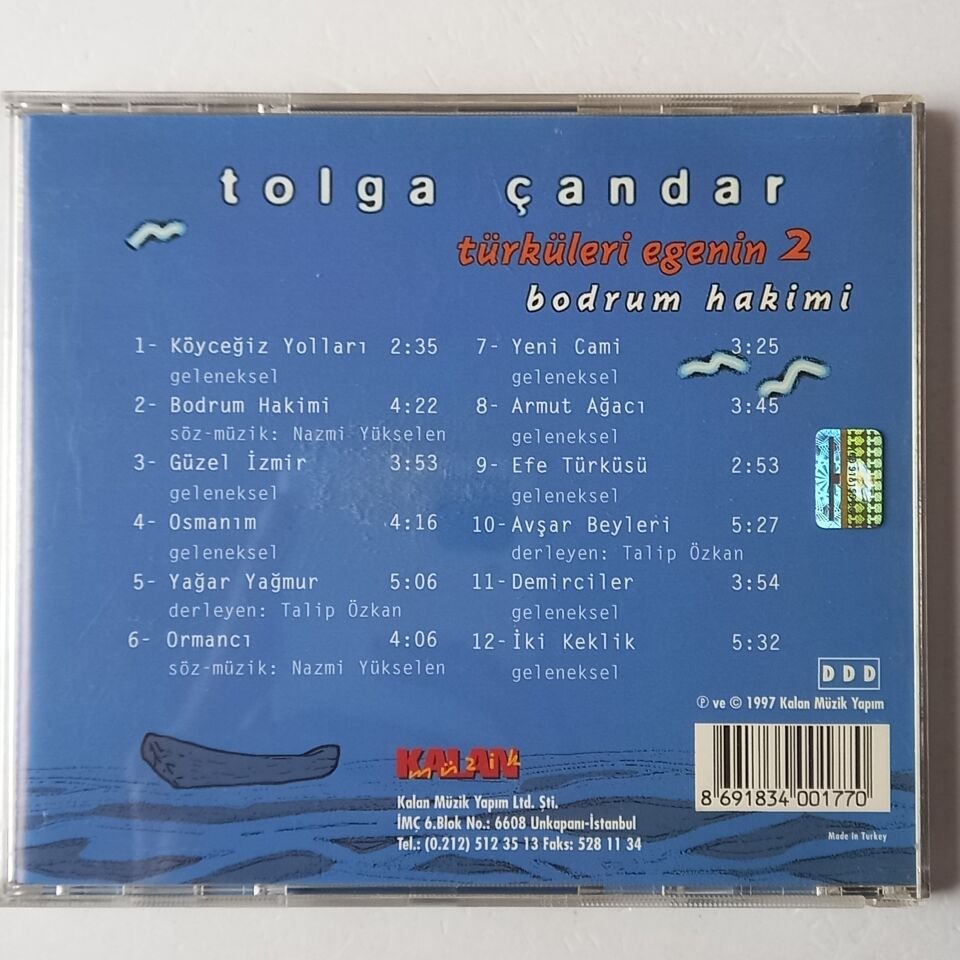 tolga çandar
türküleri egenin 2
bodrum hakimi
1- Köyceğiz Yolları 2:35
geleneksel
2- Bodrum Hakimi 4:22
söz-müzik: Nazmi Yükselen
3- Güzel İzmir 3:53
geleneksel
4- Osmanım 4:16
geleneksel
5- Yağar Yağmur 5:06
derleyen: Talip Özkan
6- Ormancı 4:06
söz-müzik: Nazmi Yükselen
7- Yeni Cami 3:25
geleneksel
8- Armut Ağacı 3:45
geleneksel
9- Efe Türküsü 2:53
geleneksel
10- Avşar Beyleri 5:27
derleyen: Talip Özkan
11- Demirciler 3:54
geleneksel
12- İki Keklik 5:32
geleneksel
DDD
℗ ve © 1997 Kalan Müzik Yapım
KALAN
müzik
Kalan Müzik Yapım Ltd. Şti.
İMÇ 6.Blok No.: 6608 Unkapanı-İstanbul
Tel.: (0.212) 512 35 13 Faks: 528 11 34
8 691834 001770
Made in Turkey